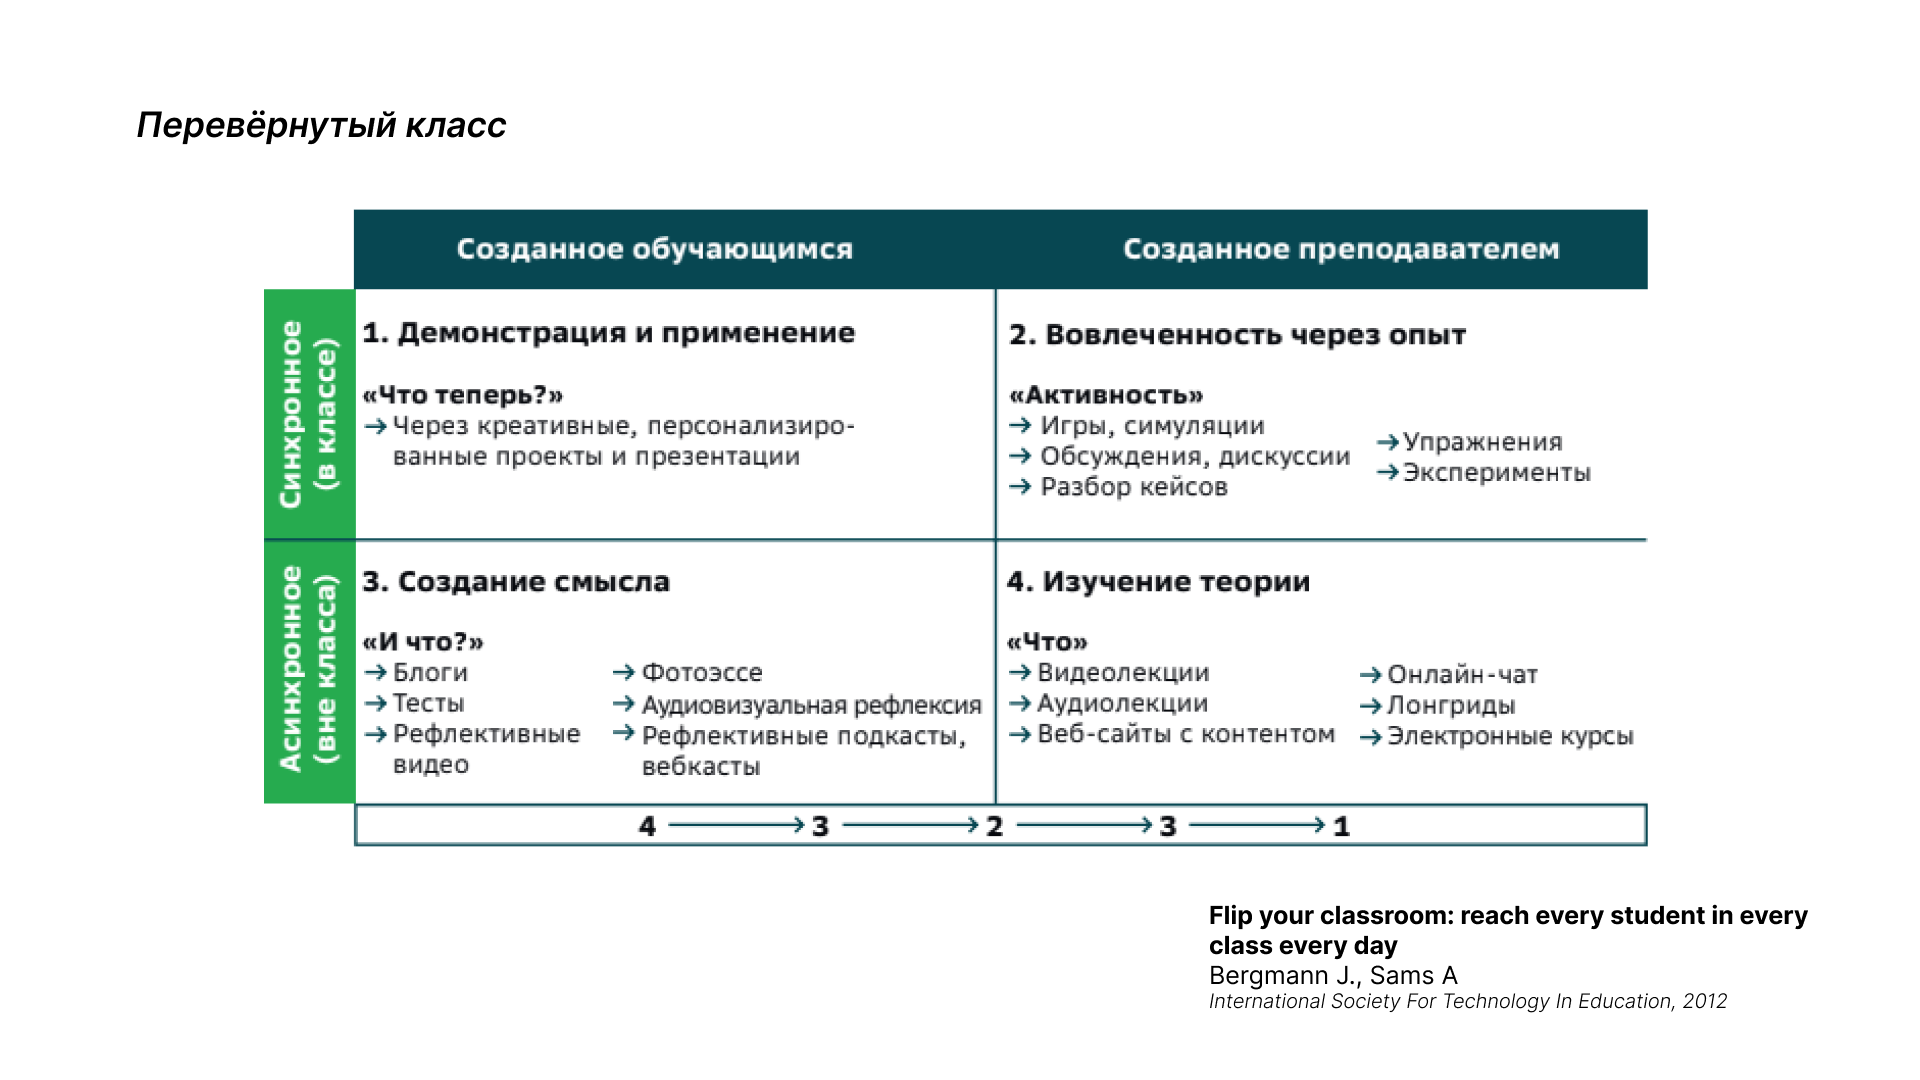 Перевёрнутый класс
Созданное обучающимся
Созданное преподавателем
Синхронное
(в классе)
1. Демонстрация и применение
«Что теперь?»
→ Через креативные, персонализиро-
ванные проекты и презентации
2. Вовлеченность через опыт
«Активность»
→ Игры, симуляции
→ Обсуждения, дискуссии
→ Разбор кейсов
→ Упражнения
→ Эксперименты
Асинхронное
(вне класса)
3. Создание смысла
«И что?»
→ Блоги
→ Тесты
→ Рефлективные
видео
→ Фотоэссе
→ Аудиовизуальная рефлексия
→ Рефлективные подкасты,
вебкасты
4. Изучение теории
«Что»
→ Видеолекции
→ Аудиолекции
→ Веб-сайты с контентом
→ Онлайн-чат
→ Лонгриды
→ Электронные курсы
4 → 3 → 2 → 3 → 1
Flip your classroom: reach every student in every
class every day
Bergmann J., Sams A
International Society For Technology In Education, 2012